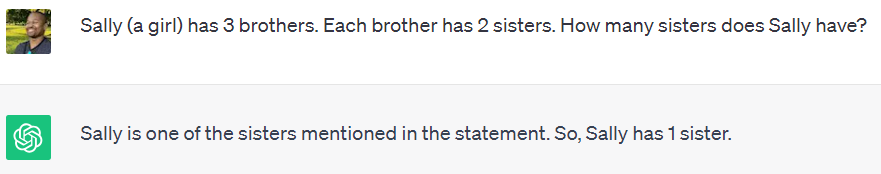 Sally (a girl) has 3 brothers. Each brother has 2 sisters. How many sisters does Sally have?
Sally is one of the sisters mentioned in the statement. So, Sally has 1 sister.